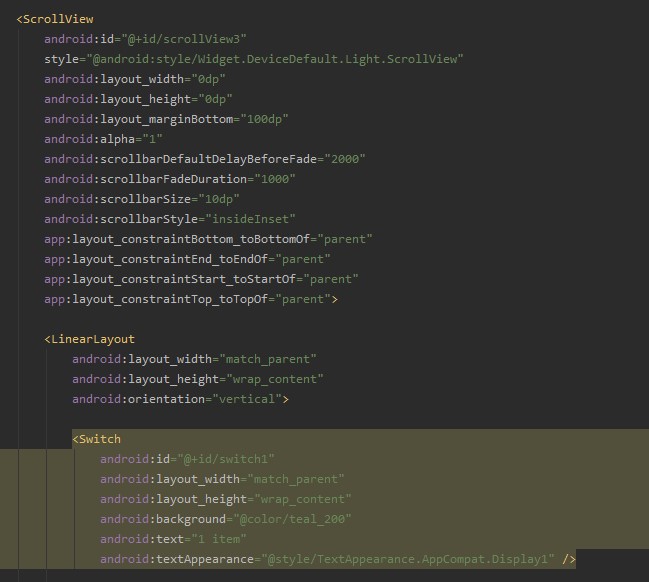 <ScrollView
android:id="@+id/scrollView3"
style="@android:style/Widget.DeviceDefault.Light.ScrollView"
android:layout_width="0dp"
android:layout_height="0dp"
android:layout_marginBottom="100dp"
android:alpha="1"
android:scrollbarDefaultDelayBeforeFade="2000"
android:scrollbarFadeDuration="1000"
android:scrollbarSize="10dp"
android:scrollbarStyle="insideInset"
app:layout_constraintBottom_toBottomOf="parent"
app:layout_constraintEnd_toEndOf="parent"
app:layout_constraintStart_toStartOf="parent"
app:layout_constraintTop_toTopOf="parent">
<LinearLayout
android:layout_width="match_parent"
android:layout_height="wrap_content"
android:orientation="vertical">
<Switch
android:id="@+id/switch1"
android:layout_width="match_parent"
android:layout_height="wrap_content"
android:background="@color/teal_200"
android:text="1 item"
android:textAppearance="@style/TextAppearance.AppCompat.Display1" />